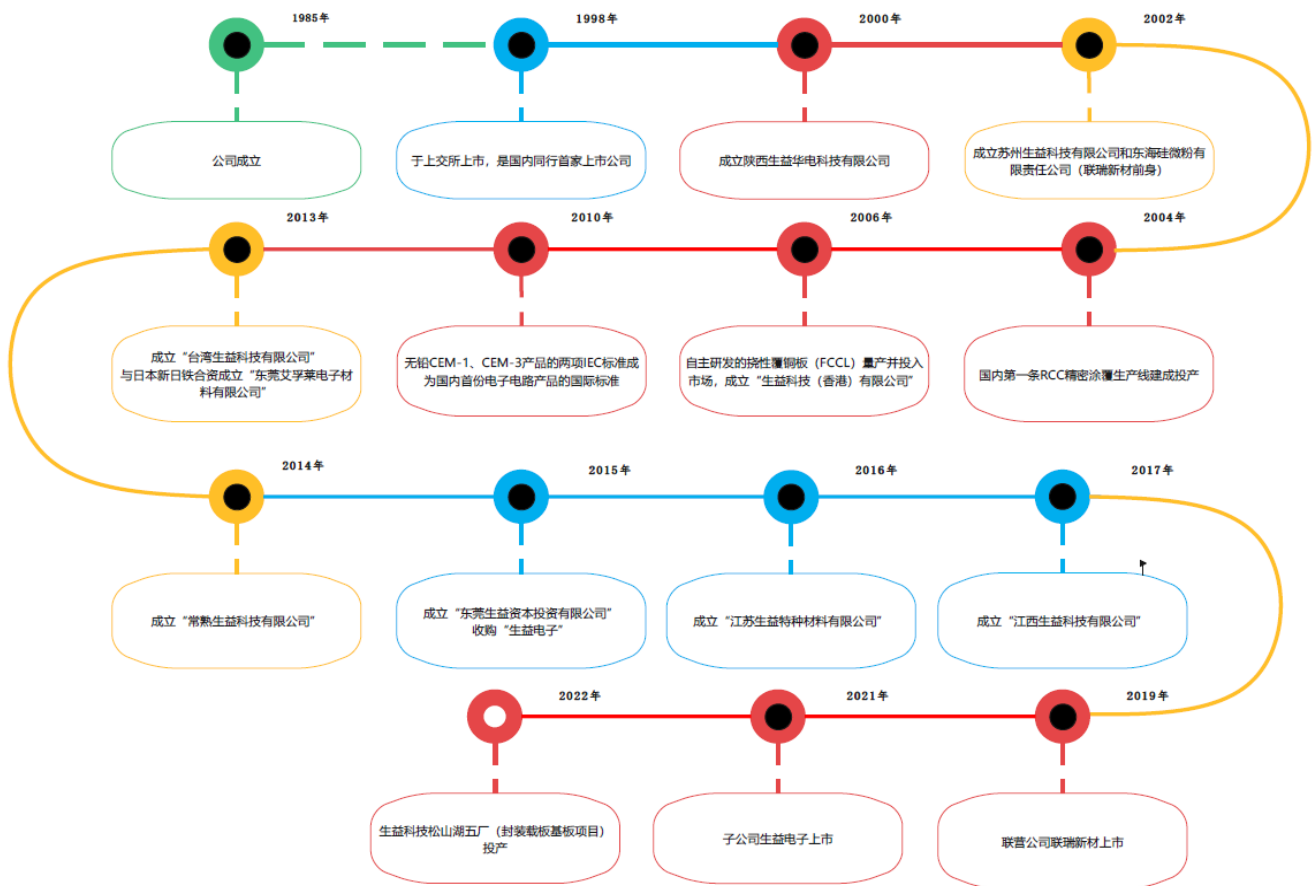 1985年
1998年
2000年
2002年
公司成立
于上交所上市，是国内同行首家上市公司
成立陕西生益华电科技有限公司
成立苏州生益科技有限公司和东海硅微粉有
限责任公司（联瑞新材前身）
2004年
2006年
2010年
2013年
国内第一条RCC精密涂覆生产线建成投产
自主研发的挠性覆铜板（FCCL）量产并投入
市场，成立“生益科技（香港）有限公司”
无铅CEM-1、CEM-3产品的两项IEC标准成
为国内首份电子电路产品的国际标准
成立“台湾生益科技有限公司”
与日本新日铁合资成立“东莞艾孚莱电子材
料有限公司”
2014年
2015年
2016年
2017年
成立“常熟生益科技有限公司”
成立“东莞生益资本投资有限公司”
收购“生益电子”
成立“江苏生益特种材料有限公司”
成立“江西生益科技有限公司”
2019年
2021年
2022年
联营公司联瑞新材上市
子公司生益电子上市
生益科技松山湖五厂（封装载板基板项目）
投产